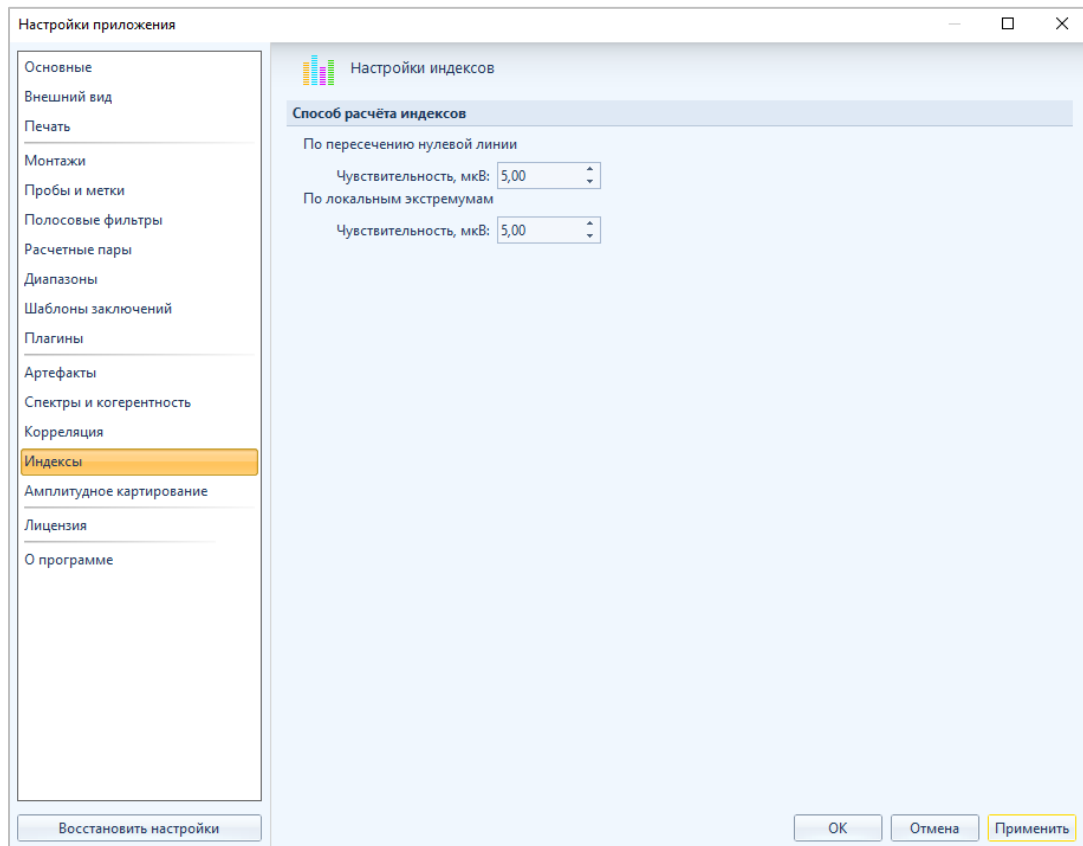 Настройки приложения
Основные
Внешний вид
Печать
Монтажи
Пробы и метки
Полосовые фильтры
Расчетные пары
Диапазоны
Шаблоны заключений
Плагины
Артефакты
Спектры и когерентность
Корреляция
Индексы
Амплитудное картирование
Лицензия
О программе
Восстановить настройки
Настройки индексов
Способ расчёта индексов
По пересечению нулевой линии
Чувствительность, мкВ: 5,00
По локальным экстремумам
Чувствительность, мкВ: 5,00
ОК Отмена Применить